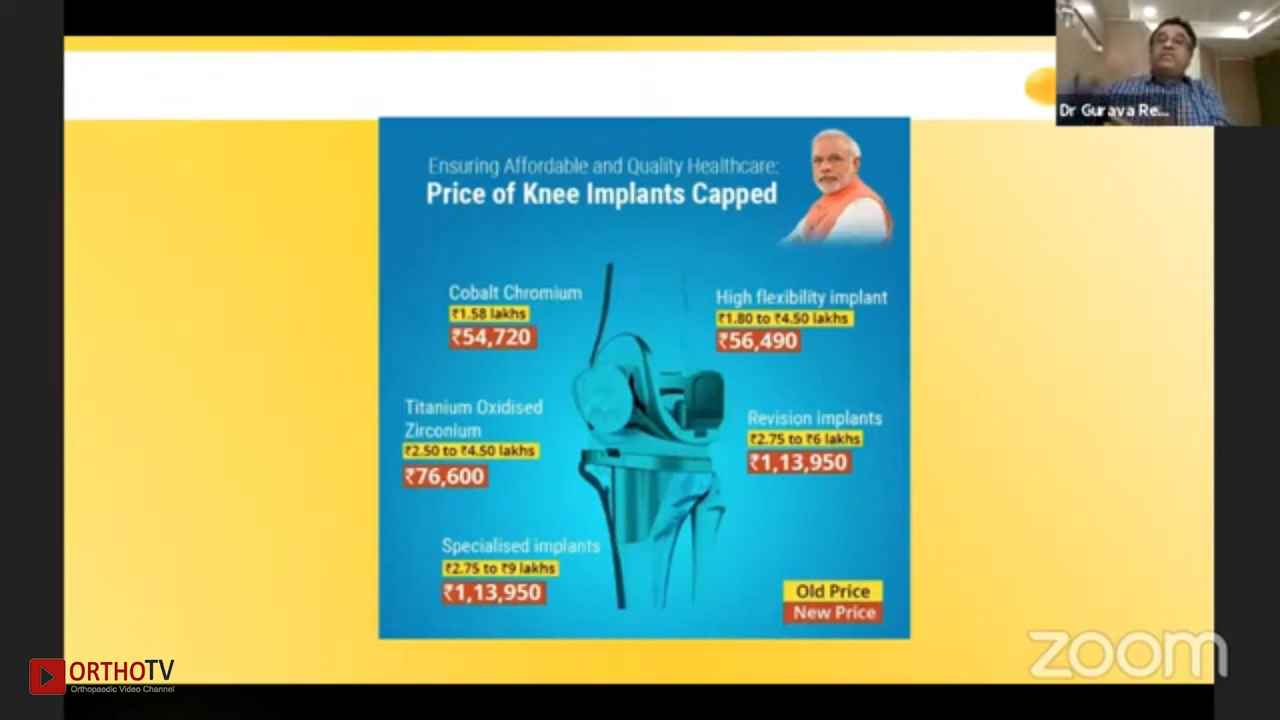 Dr Gurava Re...
Ensuring Affordable and Quality Healthcare:
Price of Knee Implants Capped
Cobalt Chromium
₹1.58 lakhs
₹54,720
High flexibility implant
₹1.80 to ₹4.50 lakhs
₹56,490
Titanium Oxidised
Zirconium
₹2.50 to ₹4.50 lakhs
₹76,600
Revision implants
₹2.75 to ₹6 lakhs
₹1,13,950
Specialised implants
₹2.75 to ₹9 lakhs
₹1,13,950
Old Price
New Price
zoom
ORTHOTV
Orthopaedic Video Channel